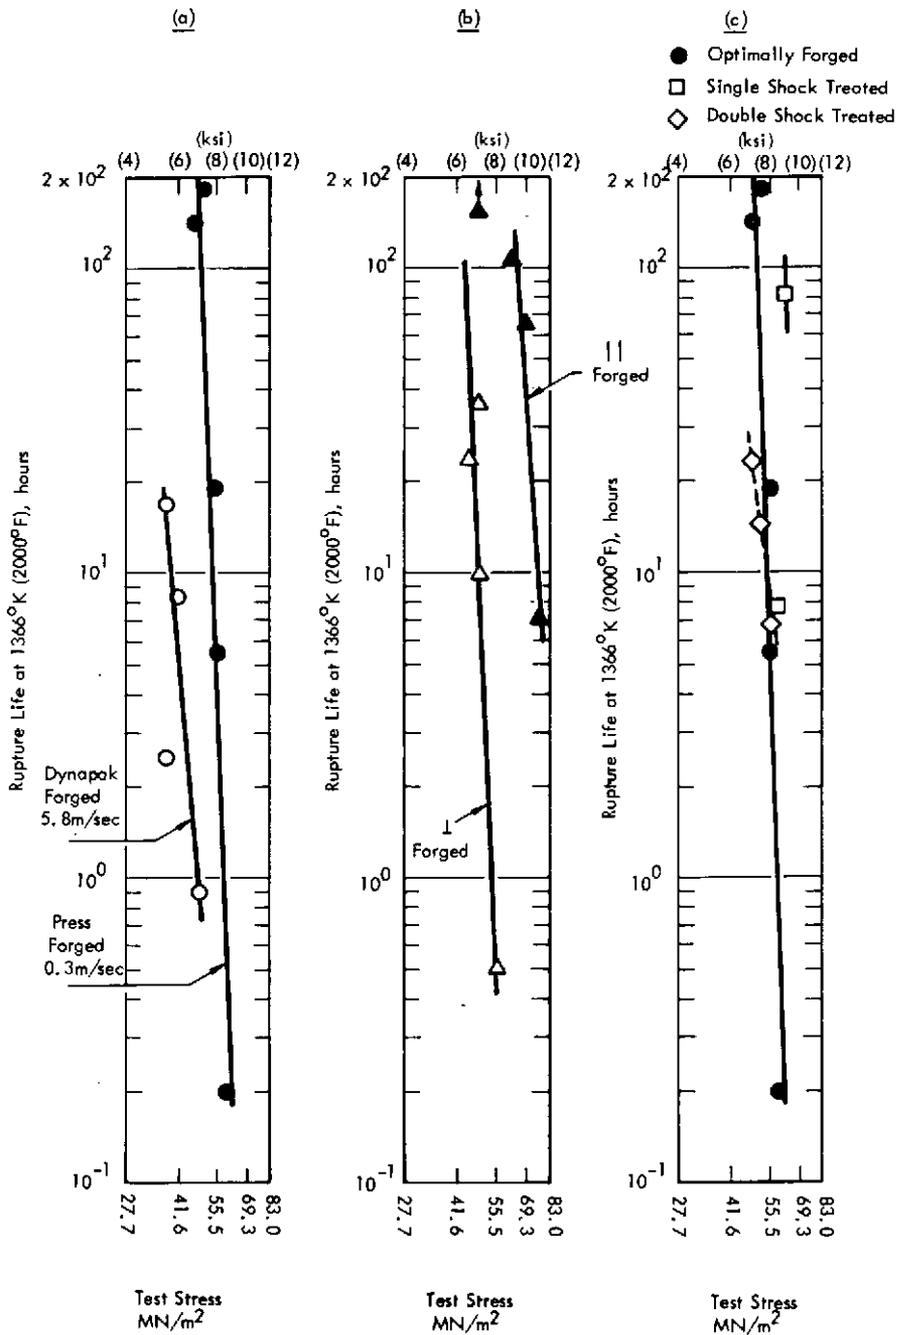 (a)
(b)
(c)
Optimally Forged
Single Shock Treated
Double Shock Treated
(ksi)
(4) (6) (8) (10) (12)
2 x 10²
10²
10¹
10⁰
10⁻¹
Rupture Life at 1366°K (2000°F), hours
Dynapak
Forged
5.8m/sec
Press
Forged
0.3m/sec
27.7 41.6 55.5 69.3 83.0
Test Stress
MN/m²
(4) (6) (8) (10) (12)
2 x 10²
10²
10¹
10⁰
10⁻¹
Rupture Life at 1366°K (2000°F), hours
||
Forged
⊥
Forged
27.7 41.6 55.5 69.3 83.0
Test Stress
MN/m²
(ksi)
(4) (6) (8) (10) (12)
2 x 10²
10²
10¹
10⁰
10⁻¹
Rupture Life at 1366°K (2000°F), hours
27.7 41.6 55.5 69.3 83.0
Test Stress
MN/m²